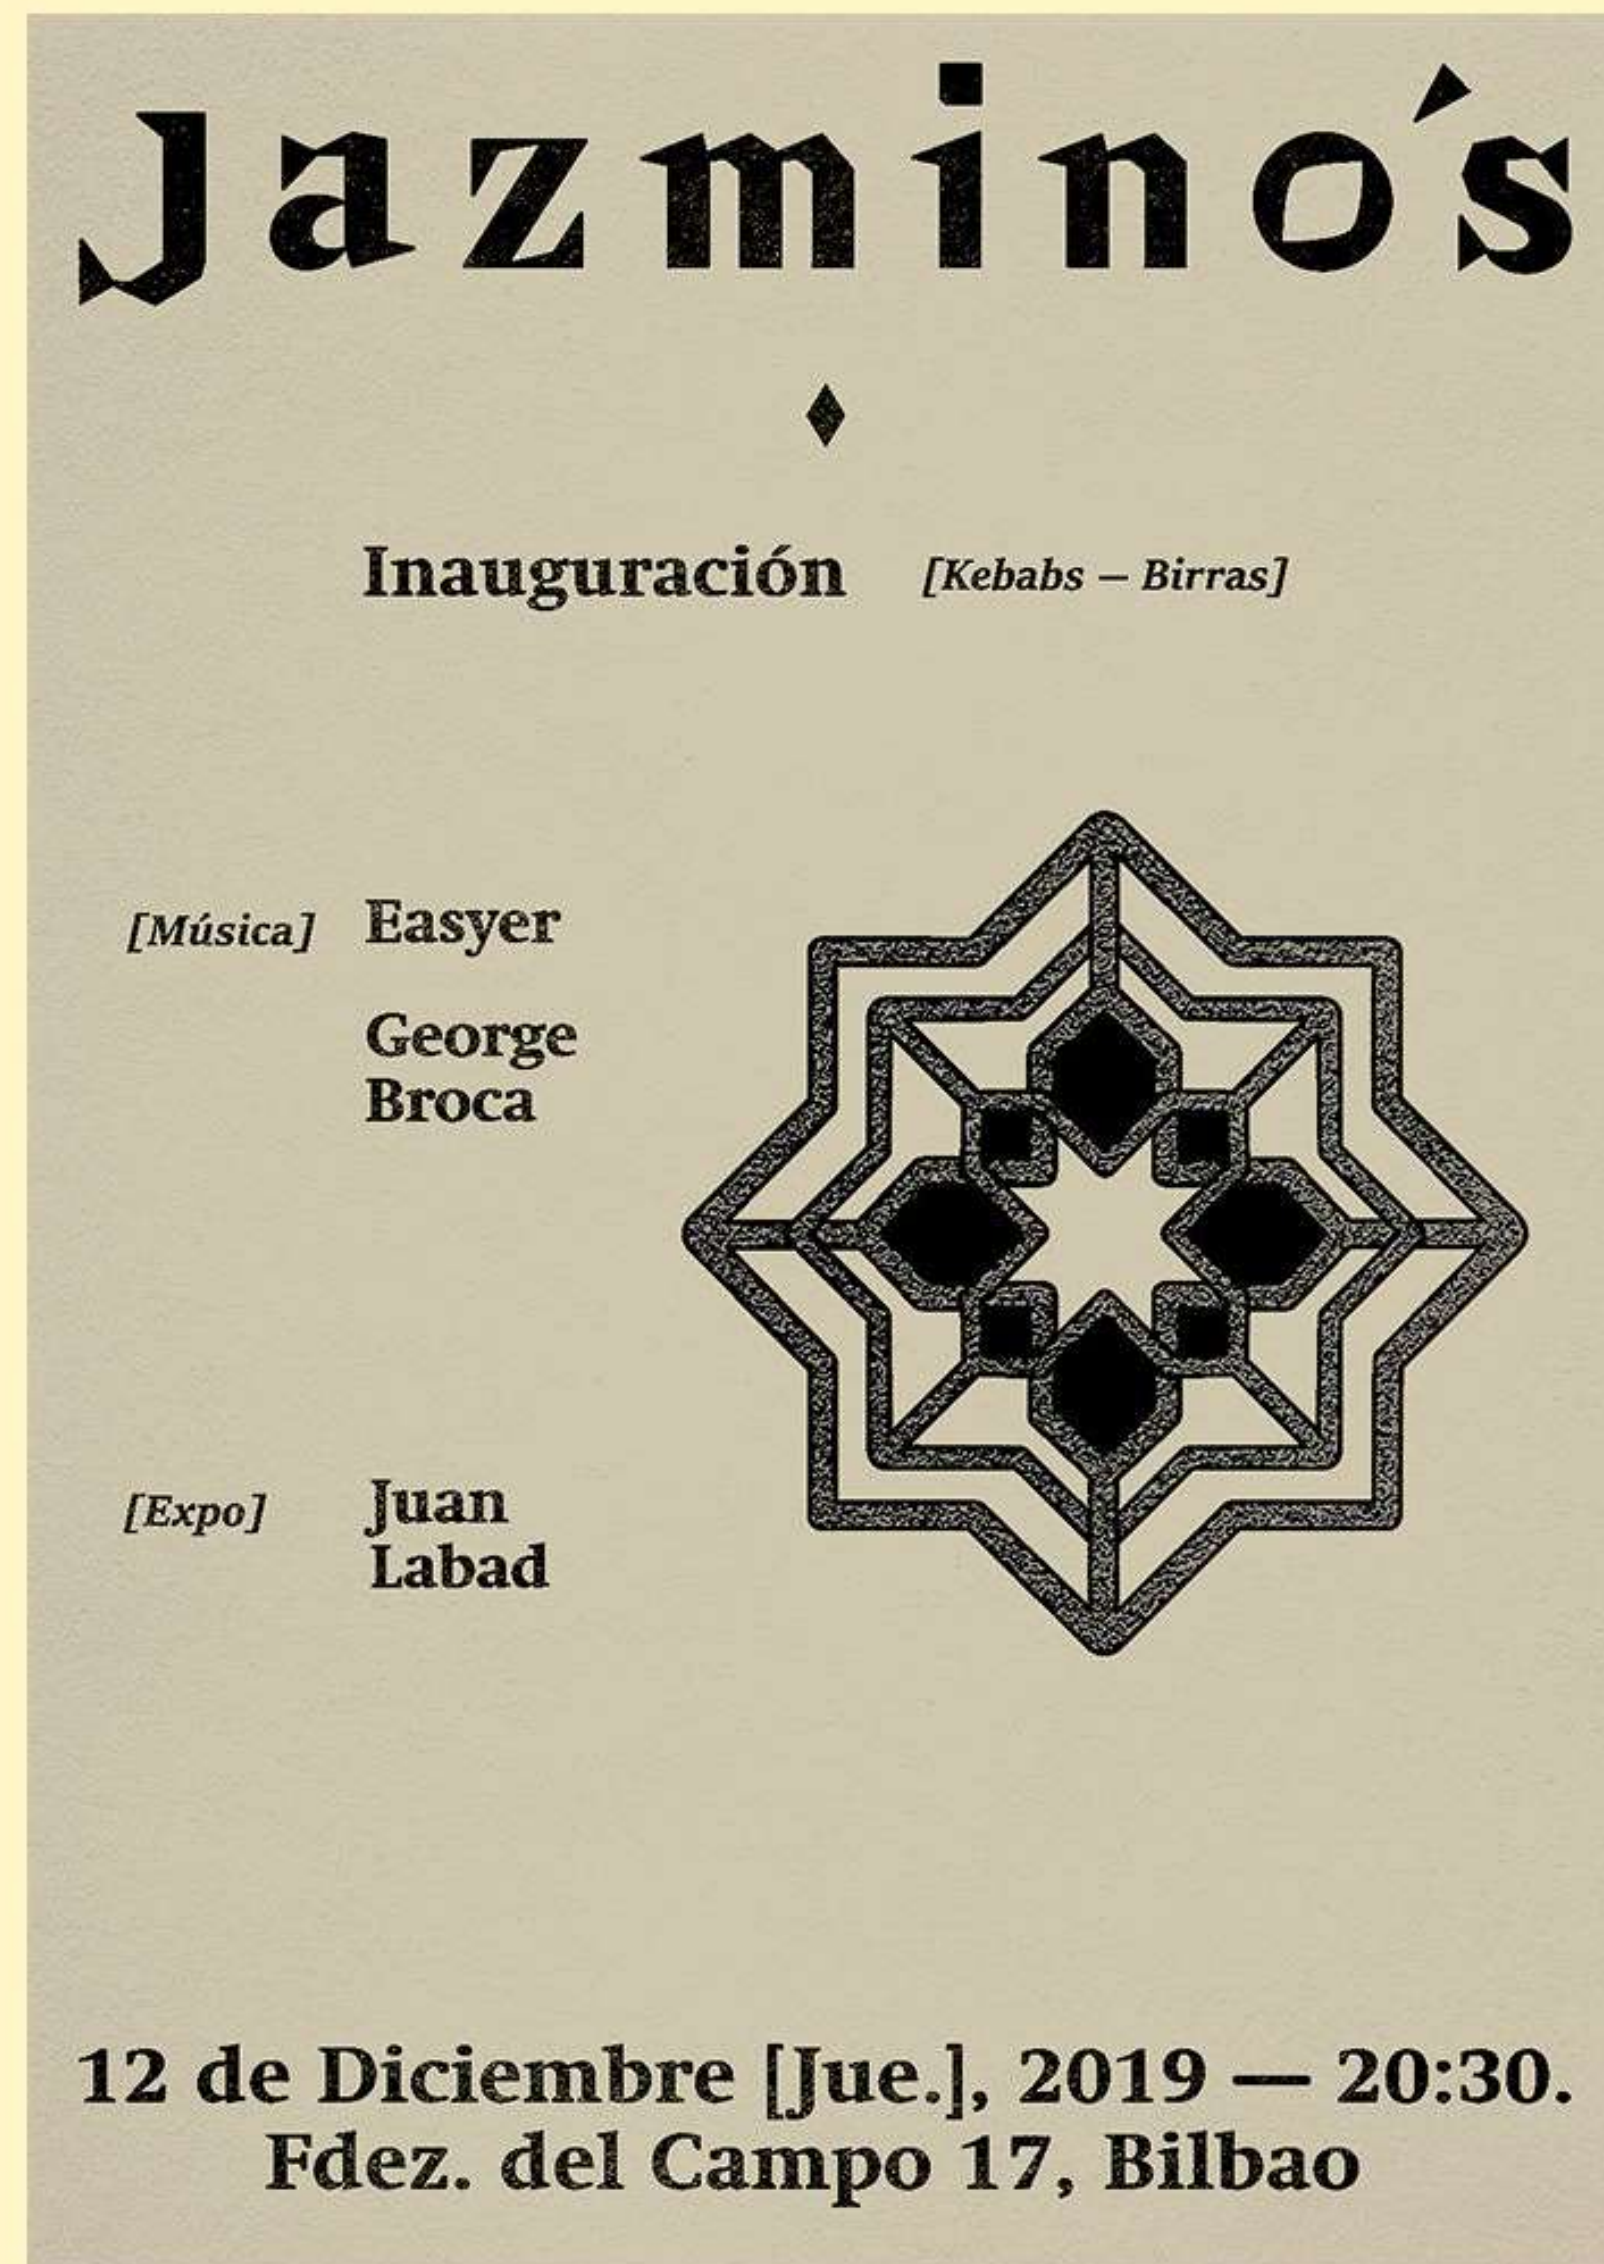 Jazmino´s
Inauguración [Kebabs – Birras]
[Música] Easyer
George
Broca
[Expo] Juan
Labad
12 de Diciembre [Jue.], 2019 — 20:30.
Fdez. del Campo 17, Bilbao